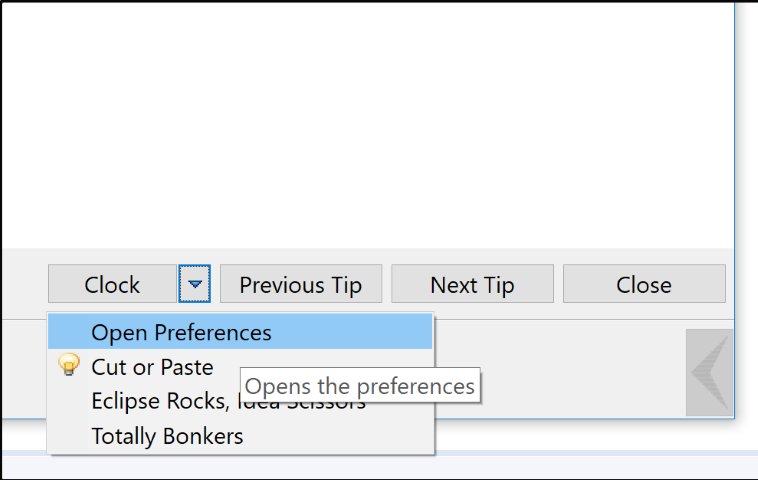 Clock Previous Tip Next Tip Close
Open Preferences
Cut or Paste
Opens the preferences
Eclipse Rocks, Idea Scissors
Totally Bonkers